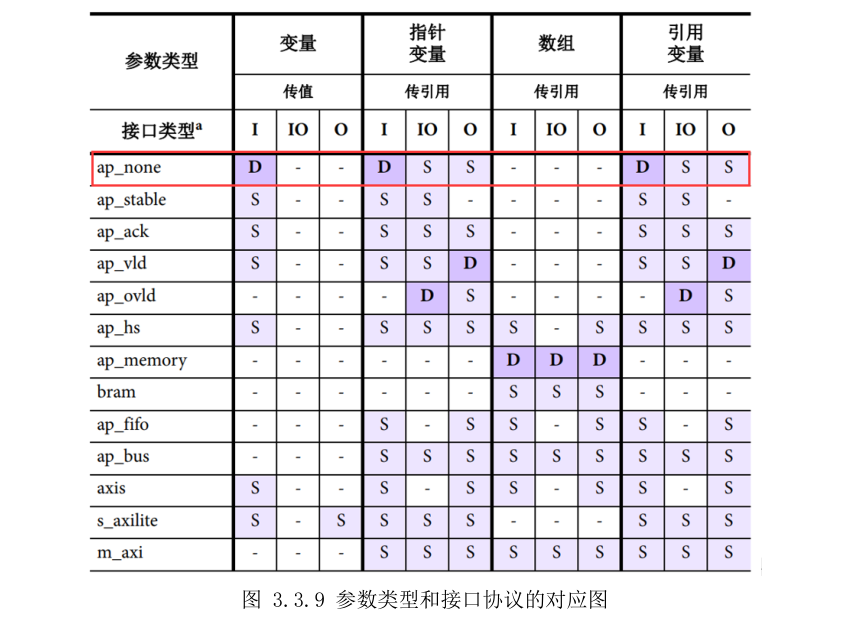 参数类型 变量 指针变量 数组 引用变量
传值 传引用 传引用 传引用
接口类型a I IO O I IO O I IO O I IO O
ap_none D - - D S S - - - D S S
ap_stable S - - S S - - - - S S -
ap_ack S - - S S S - - - S S S
ap_vld S - - S S D - - - S S D
ap_ovld - - - - D S - - - - D S
ap_hs S - - S S S S - S S S S
ap_memory - - - - - - D D D - - -
bram - - - - - - S S S - - -
ap_fifo - - - S - S S - S S - S
ap_bus - - - S S S S S S S S S
axis S - - S - S S - S S - S
s_axilite S - S S S S - - - S S S
m_axi - - - S S S S S S S S S
图 3.3.9 参数类型和接口协议的对应图